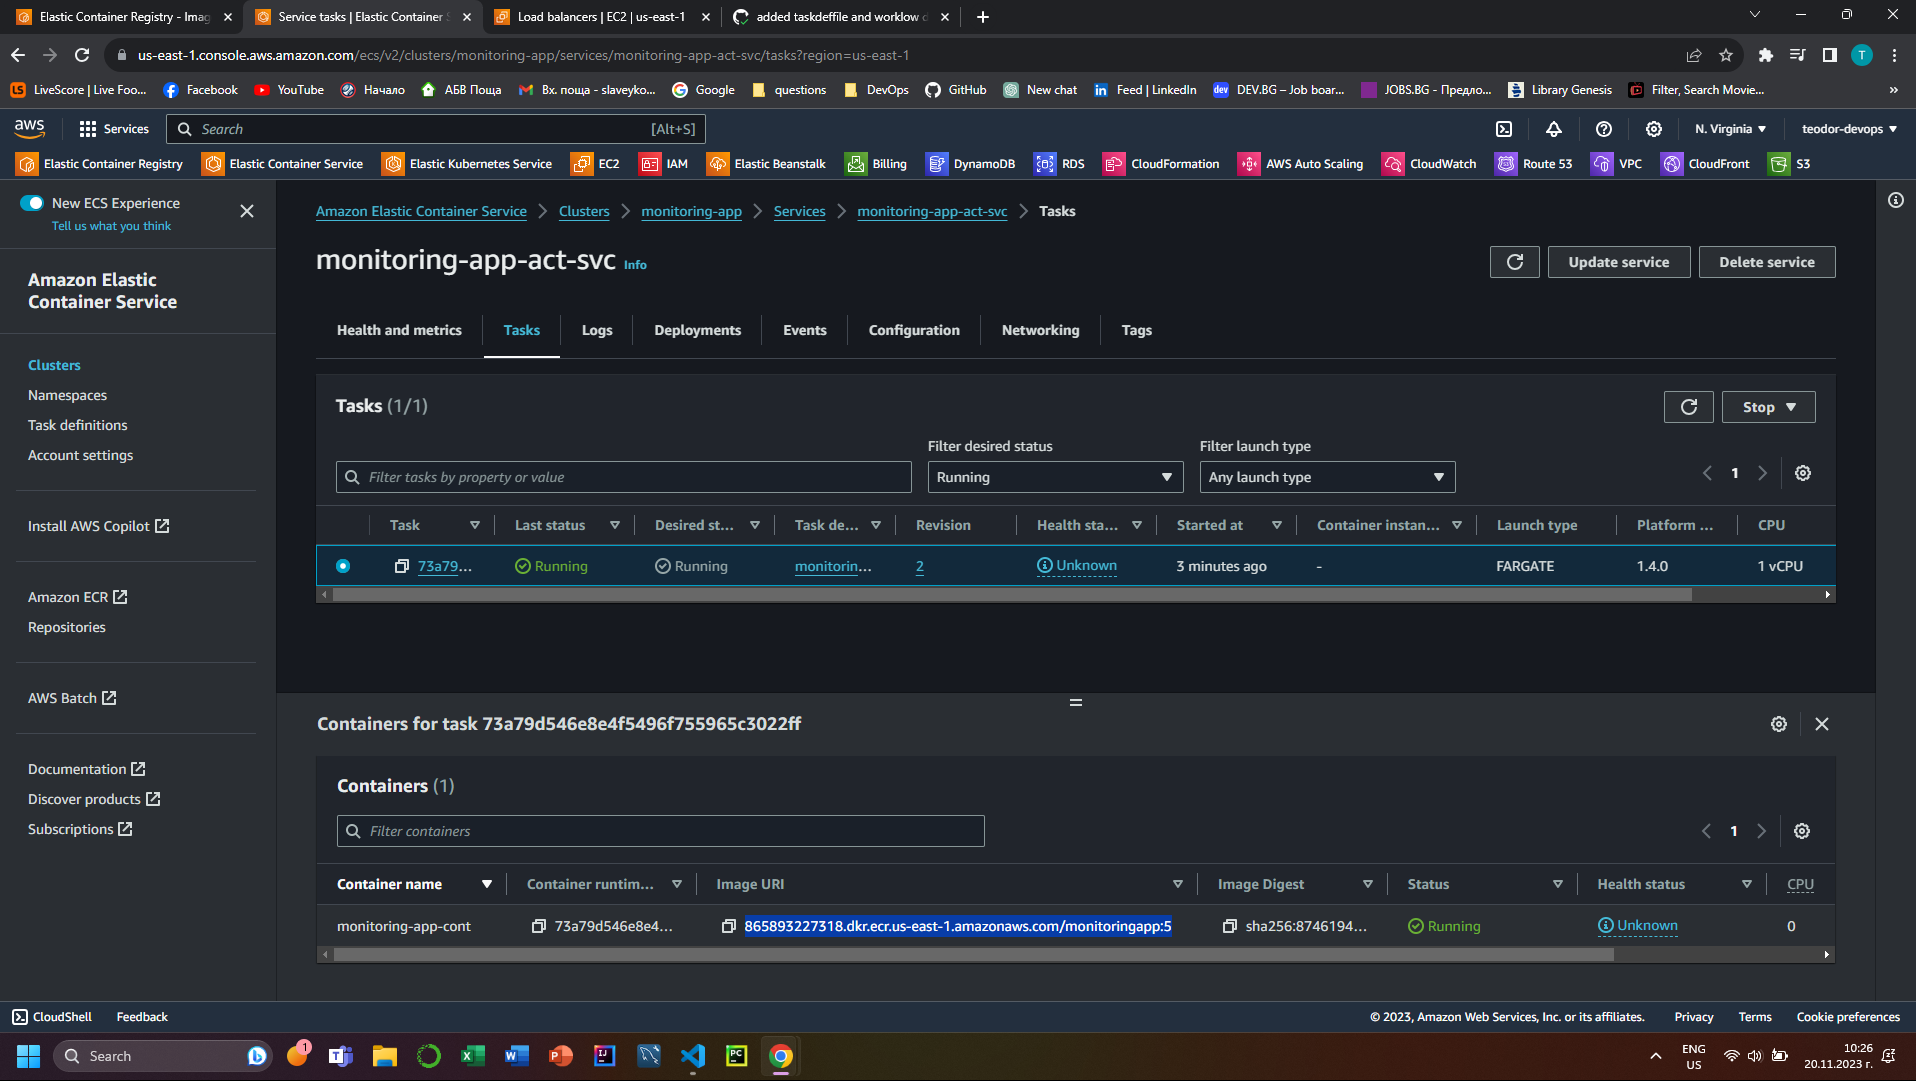 Elastic Container Registry - Imag
Service tasks | Elastic Container S
Load balancers | EC2 | us-east-1
added taskdeffile and worklow d
us-east-1.console.aws.amazon.com/ecs/v2/clusters/monitoring-app/services/monitoring-app-act-svc/tasks?region=us-east-1
T
LS LiveScore | Live Foo...
Facebook
YouTube
Начало
АБВ Поща
Вх. поща - slaveyko...
Google
questions
DevOps
GitHub
New chat
Feed | LinkedIn
DEV.BG – Job boar...
JOBS.BG - Предло...
Library Genesis
Filter, Search Movie...
»
aws
Services
Search
[Alt+S]
N. Virginia
teodor-devops
Elastic Container Registry
Elastic Container Service
Elastic Kubernetes Service
EC2
IAM
Elastic Beanstalk
Billing
DynamoDB
RDS
CloudFormation
AWS Auto Scaling
CloudWatch
Route 53
VPC
CloudFront
S3
New ECS Experience
Tell us what you think
Amazon Elastic
Container Service
Clusters
Namespaces
Task definitions
Account settings
Install AWS Copilot
Amazon ECR
Repositories
AWS Batch
Documentation
Discover products
Subscriptions
Amazon Elastic Container Service
Clusters
monitoring-app
Services
monitoring-app-act-svc
Tasks
monitoring-app-act-svc Info
Update service
Delete service
Health and metrics
Tasks
Logs
Deployments
Events
Configuration
Networking
Tags
Tasks (1/1)
Stop
Filter desired status
Filter launch type
Filter tasks by property or value
Running
Any launch type
1
Task
Last status
Desired st...
Task de...
Revision
Health sta...
Started at
Container instan...
Launch type
Platform ...
CPU
73a79...
Running
Running
monitorin...
2
Unknown
3 minutes ago
-
FARGATE
1.4.0
1 vCPU
Containers for task 73a79d546e8e4f5496f755965c3022ff
Containers (1)
Filter containers
1
Container name
Container runtim...
Image URI
Image Digest
Status
Health status
CPU
monitoring-app-cont
73a79d546e8e4...
865893227318.dkr.ecr.us-east-1.amazonaws.com/monitoringapp:5
sha256:8746194...
Running
Unknown
0
CloudShell
Feedback
© 2023, Amazon Web Services, Inc. or its affiliates.
Privacy
Terms
Cookie preferences
Search
1
ENG
US
10:26
20.11.2023 г.